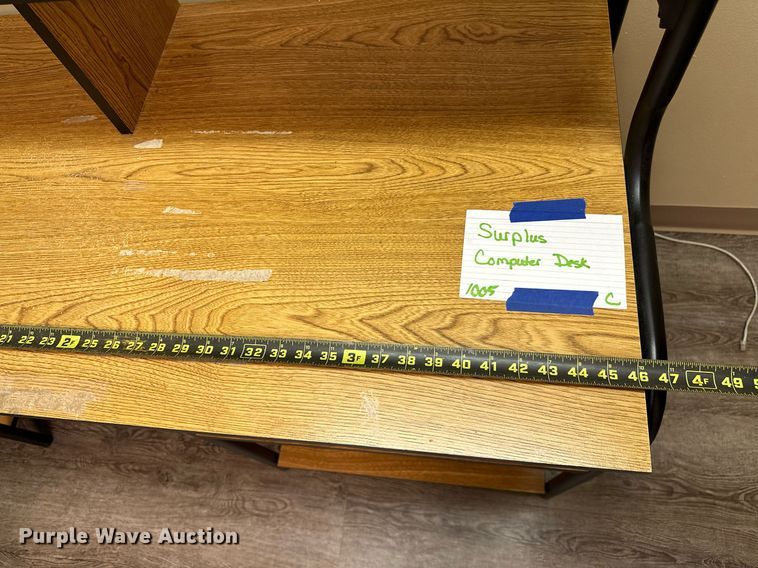 Surplus
Computer Desk
1005 C
21 22 23 2F 25 26 27 28 29 30 31 32 33 34 35 3F 37 38 39 40 41 42 43 44 45 46 47 4F 49
Purple Wave Auction